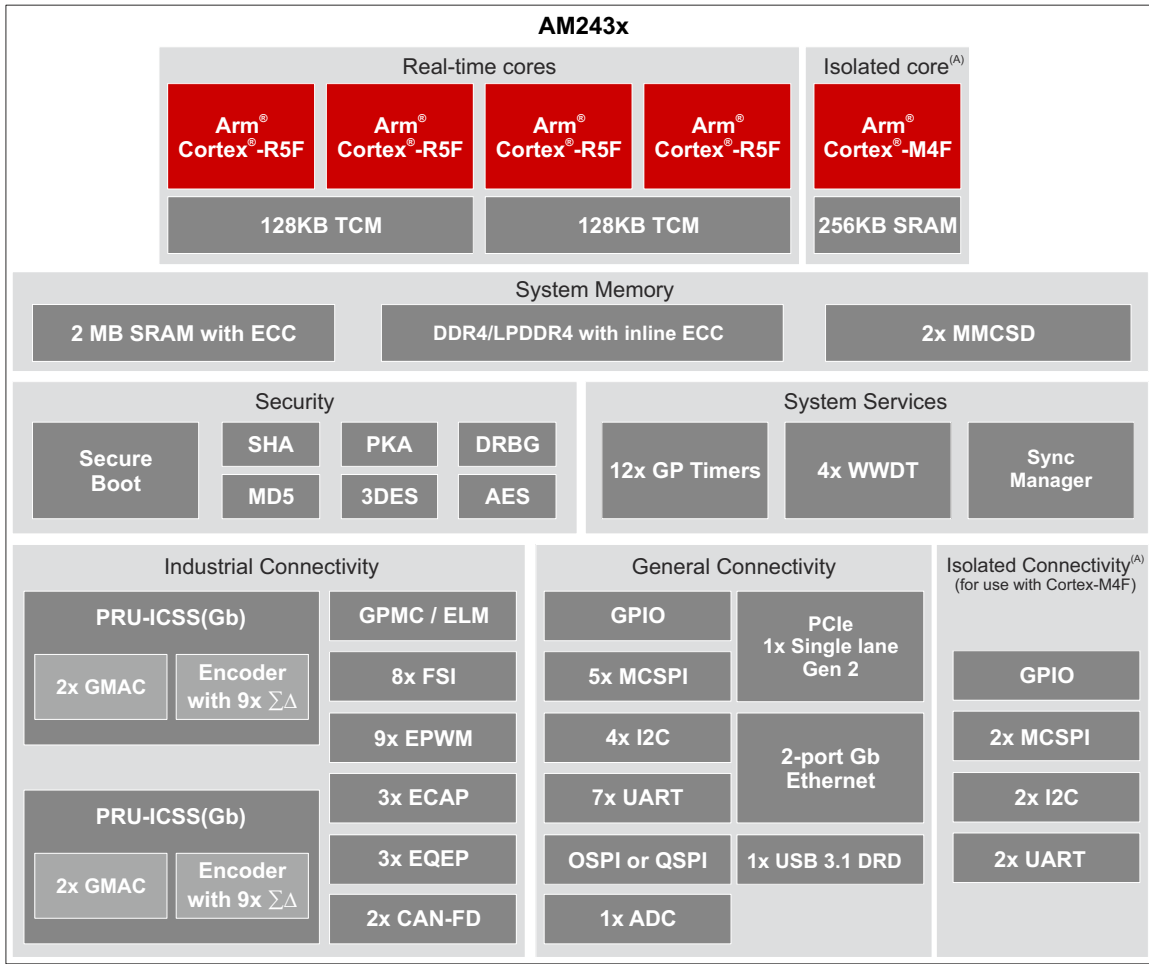 AM243x
Real-time cores
Arm®
Cortex®-R5F
Arm®
Cortex®-R5F
Arm®
Cortex®-R5F
Arm®
Cortex®-R5F
128KB TCM
128KB TCM
Isolated core(A)
Arm®
Cortex®-M4F
256KB SRAM
System Memory
2 MB SRAM with ECC
DDR4/LPDDR4 with inline ECC
2x MMCSD
Security
Secure
Boot
SHA
PKA
DRBG
MD5
3DES
AES
System Services
12x GP Timers
4x WWDT
Sync
Manager
Industrial Connectivity
PRU-ICSS(Gb)
2x GMAC
Encoder
with 9x ∑∆
PRU-ICSS(Gb)
2x GMAC
Encoder
with 9x ∑∆
GPMC / ELM
8x FSI
9x EPWM
3x ECAP
3x EQEP
2x CAN-FD
General Connectivity
GPIO
5x MCSPI
4x I2C
7x UART
OSPI or QSPI
1x ADC
PCIe
1x Single lane
Gen 2
2-port Gb
Ethernet
1x USB 3.1 DRD
Isolated Connectivity(A)
(for use with Cortex-M4F)
GPIO
2x MCSPI
2x I2C
2x UART